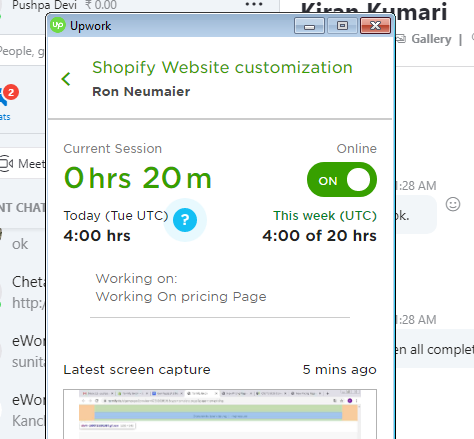 Pushpa Devi ₹ 0.00
Kiran Kumari
Up Upwork
People, g
Gallery |
Shopify Website customization
Ron Neumaier
2
ats
Current Session
Online
0 hrs 20 m
ON
Meet
1:28 AM
NT CHAT
Today (Tue UTC)
?
This week (UTC)
ok.
4:00 hrs
4:00 of 20 hrs
ok
Working on:
Working On pricing Page
Cheta
http:/
1:28 AM
eWor
sunita
en all complet
Latest screen capture
5 mins ago
eWor
Kanch